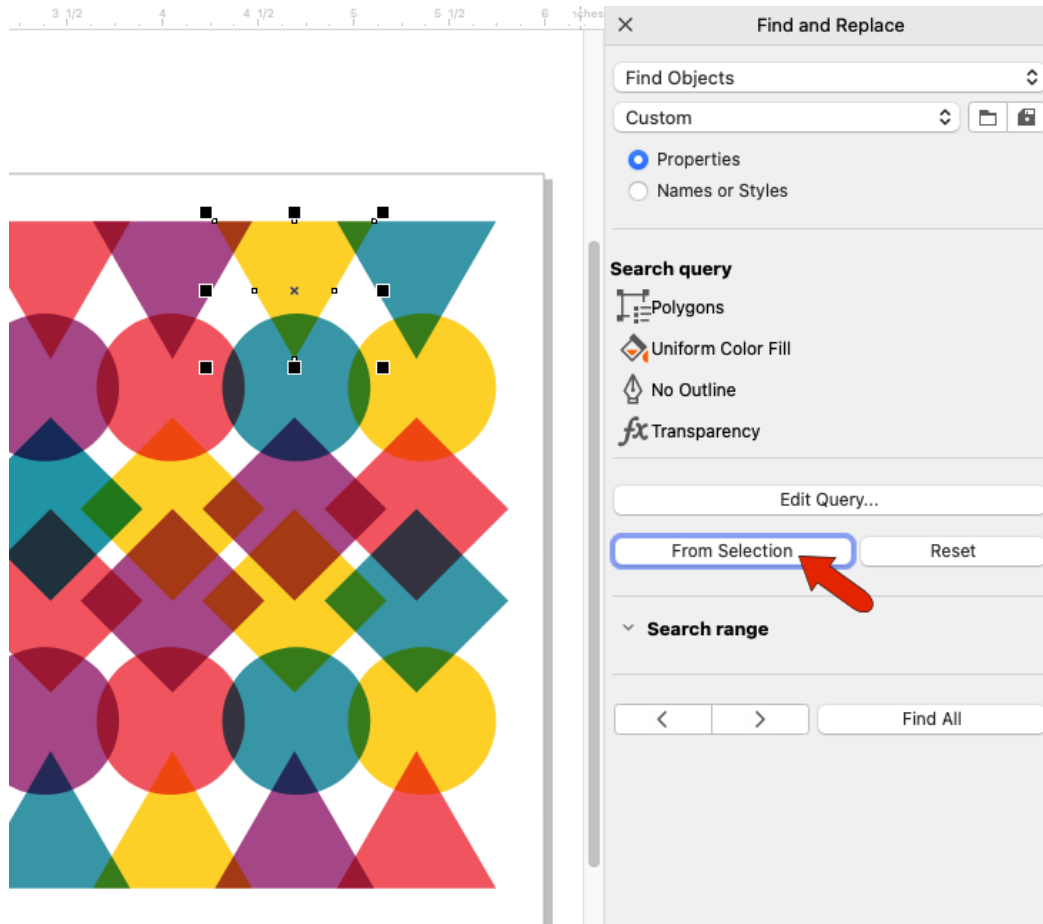 3 1/2 4 4 1/2 5 5 1/2 6
Find and Replace
Find Objects
Custom
Properties
Names or Styles
Search query
Polygons
Uniform Color Fill
No Outline
fx Transparency
Edit Query...
From Selection Reset
Search range
Find All